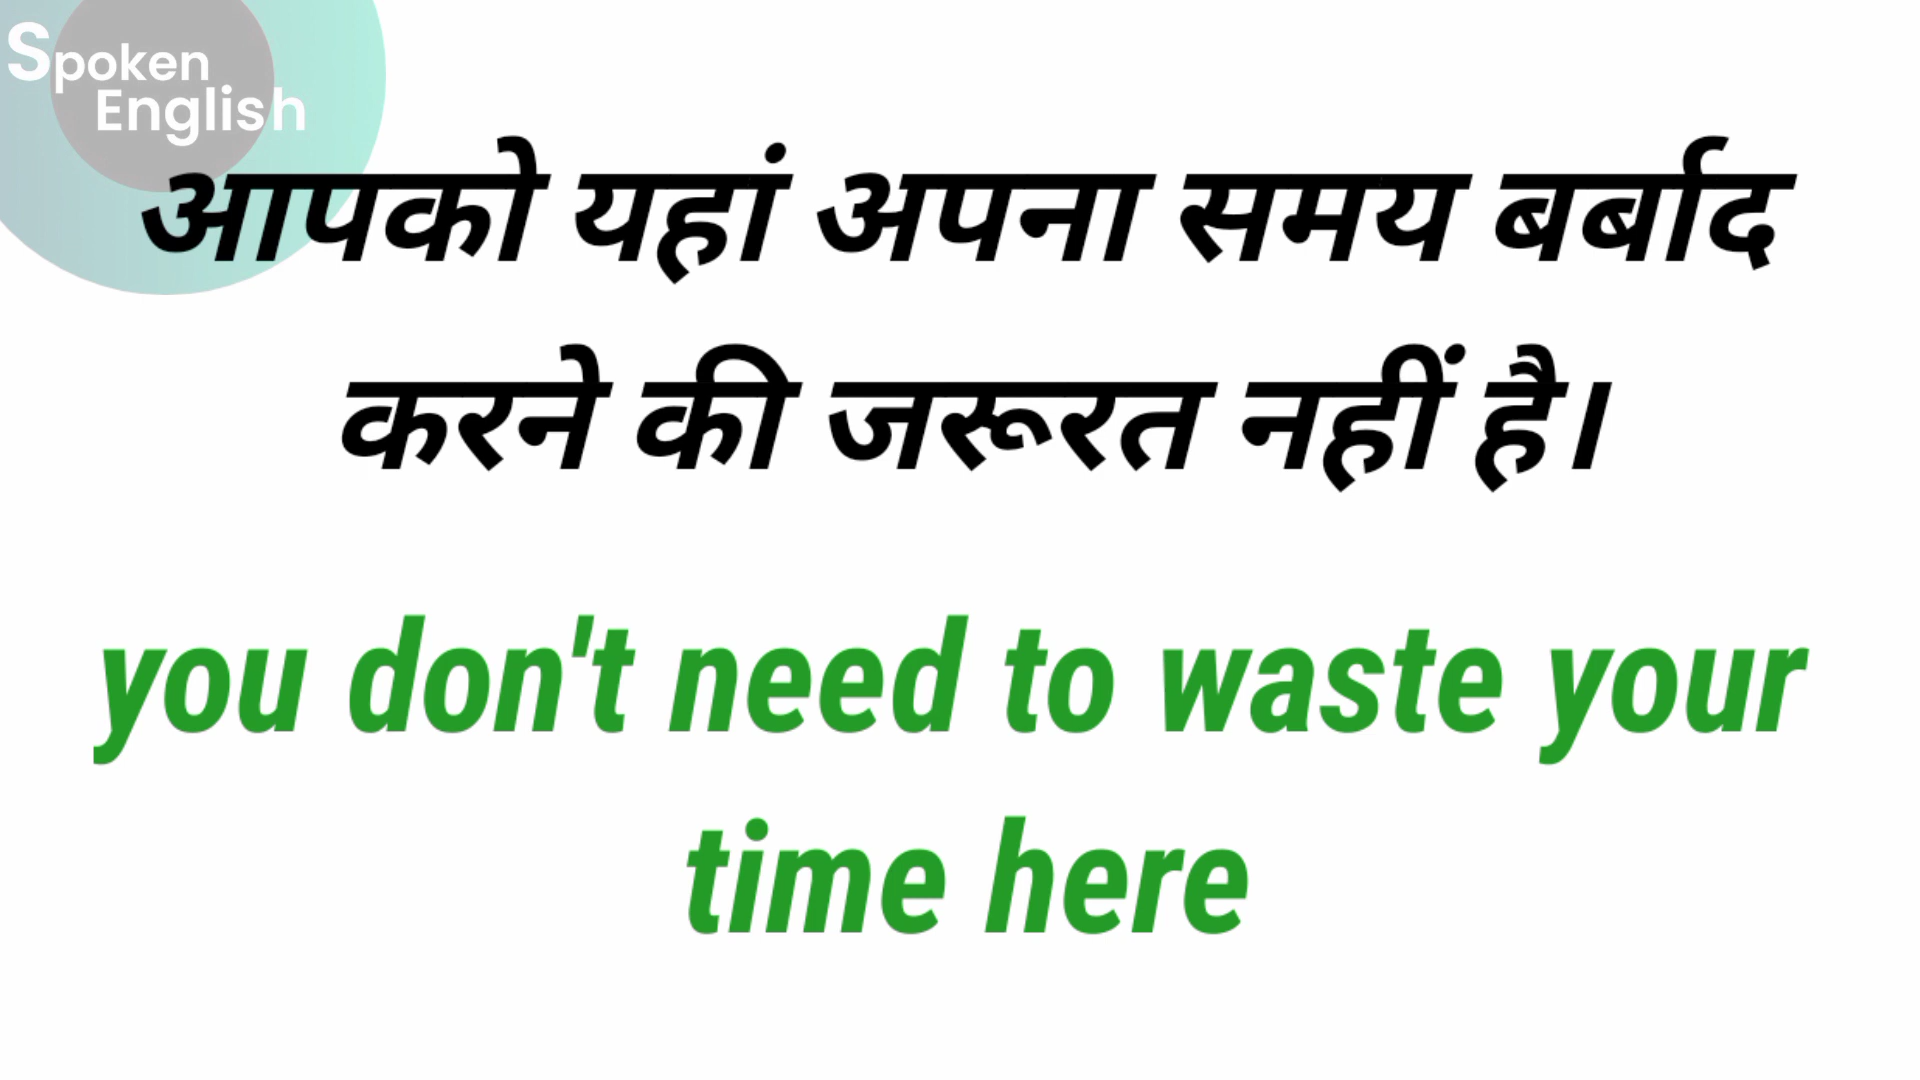 Spoken
English
आपको यहां अपना समय बर्बाद
करने की जरूरत नहीं है।
you don't need to waste your
time here